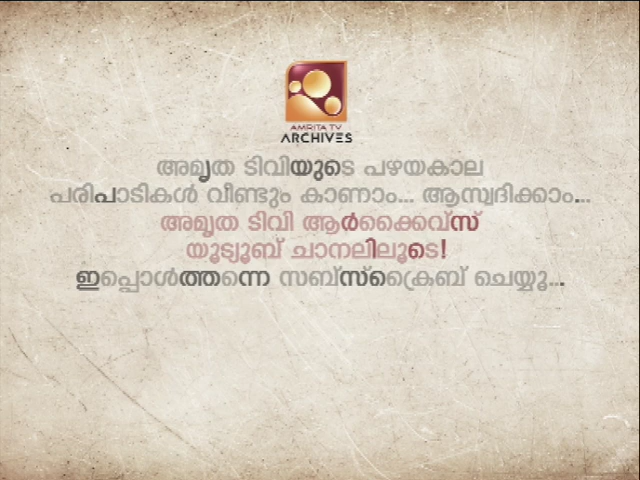 AMRITA TV
ARCHIVES
അമൃത ടിവിയുടെ പഴയകാല
പരിപാടികൾ വീണ്ടും കാണാം... ആസ്വദിക്കാം...
അമൃത ടിവി ആർക്കൈവ്സ്
യൂട്യൂബ് ചാനലിലൂടെ!
ഇപ്പൊൾത്തന്നെ സബ്സ്ക്രൈബ് ചെയ്യൂ...